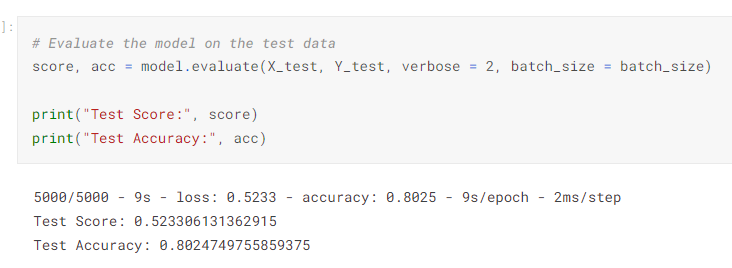 ]:
# Evaluate the model on the test data
score, acc = model.evaluate(X_test, Y_test, verbose = 2, batch_size = batch_size)
print("Test Score:", score)
print("Test Accuracy:", acc)
5000/5000 - 9s - loss: 0.5233 - accuracy: 0.8025 - 9s/epoch - 2ms/step
Test Score: 0.523306131362915
Test Accuracy: 0.8024749755859375